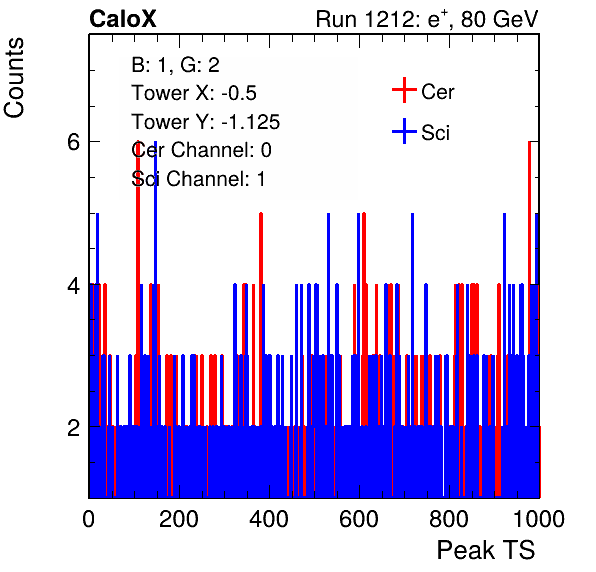 CaloX Run 1212: e⁺, 80 GeV
Counts
B: 1, G: 2
Tower X: -0.5
Tower Y: -1.125
Cer Channel: 0
Sci Channel: 1
Cer
Sci
6
4
2
0 200 400 600 800 1000
Peak TS